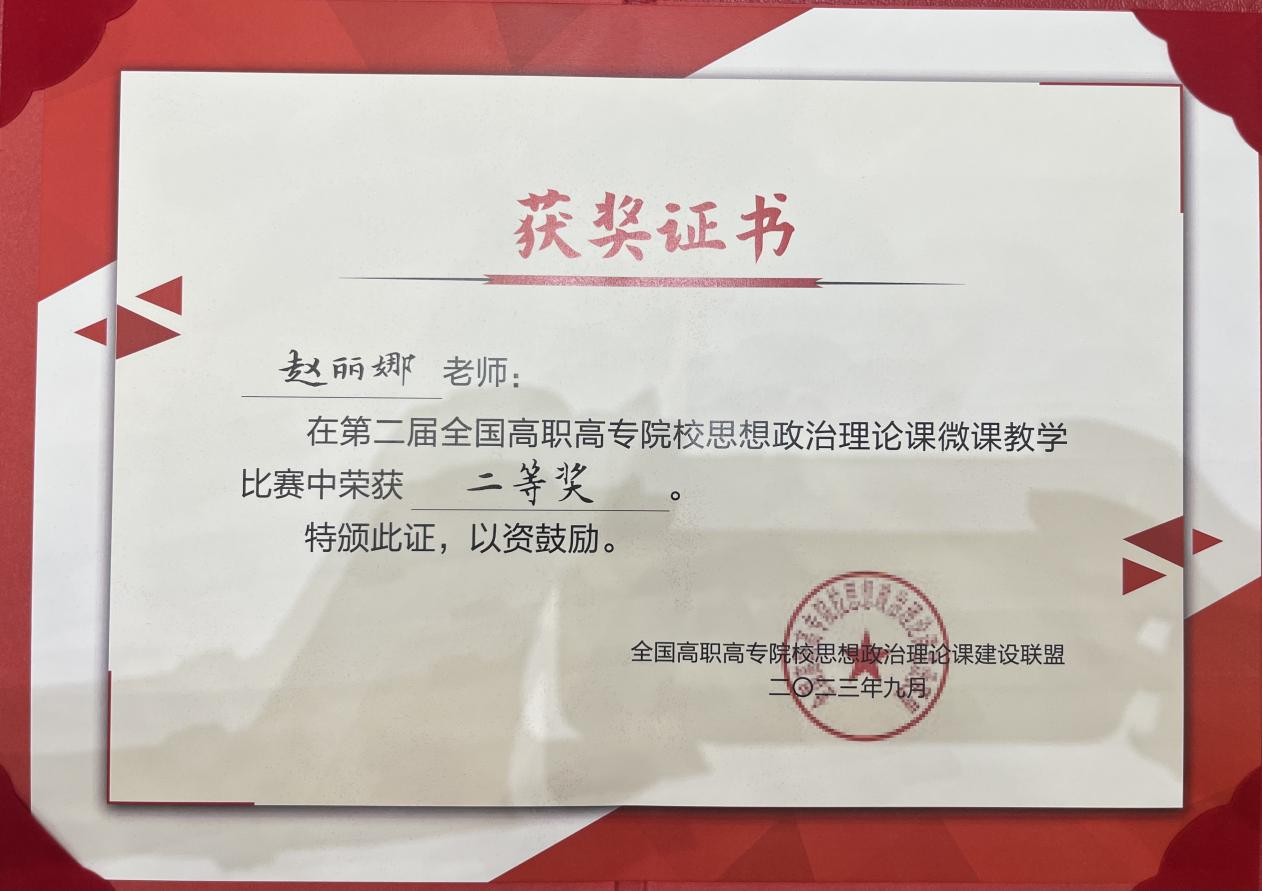 获奖证书
赵丽娜 老师：
在第二届全国高职高专院校思想政治理论课微课教学
比赛中荣获 二等奖 。
特颁此证，以资鼓励。
全国高职高专院校思想政治理论课建设联盟
二〇二三年九月